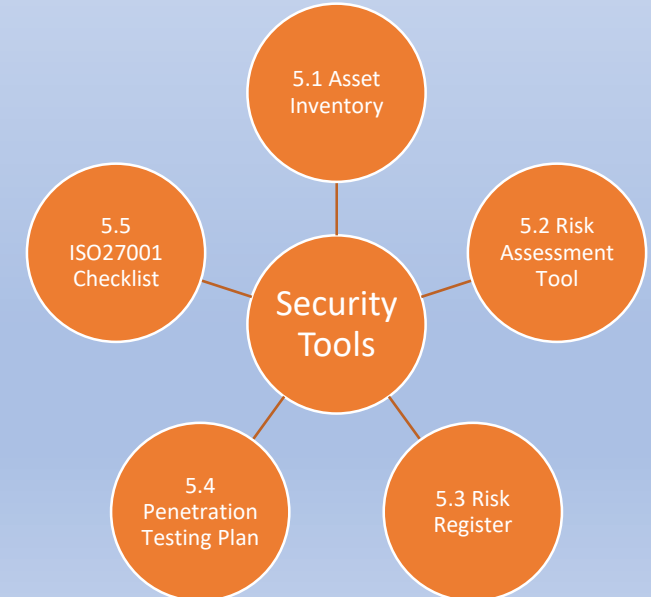 5.1 Asset
Inventory
5.5
ISO27001
Checklist
5.2 Risk
Assessment
Tool
Security
Tools
5.4
Penetration
Testing Plan
5.3 Risk
Register